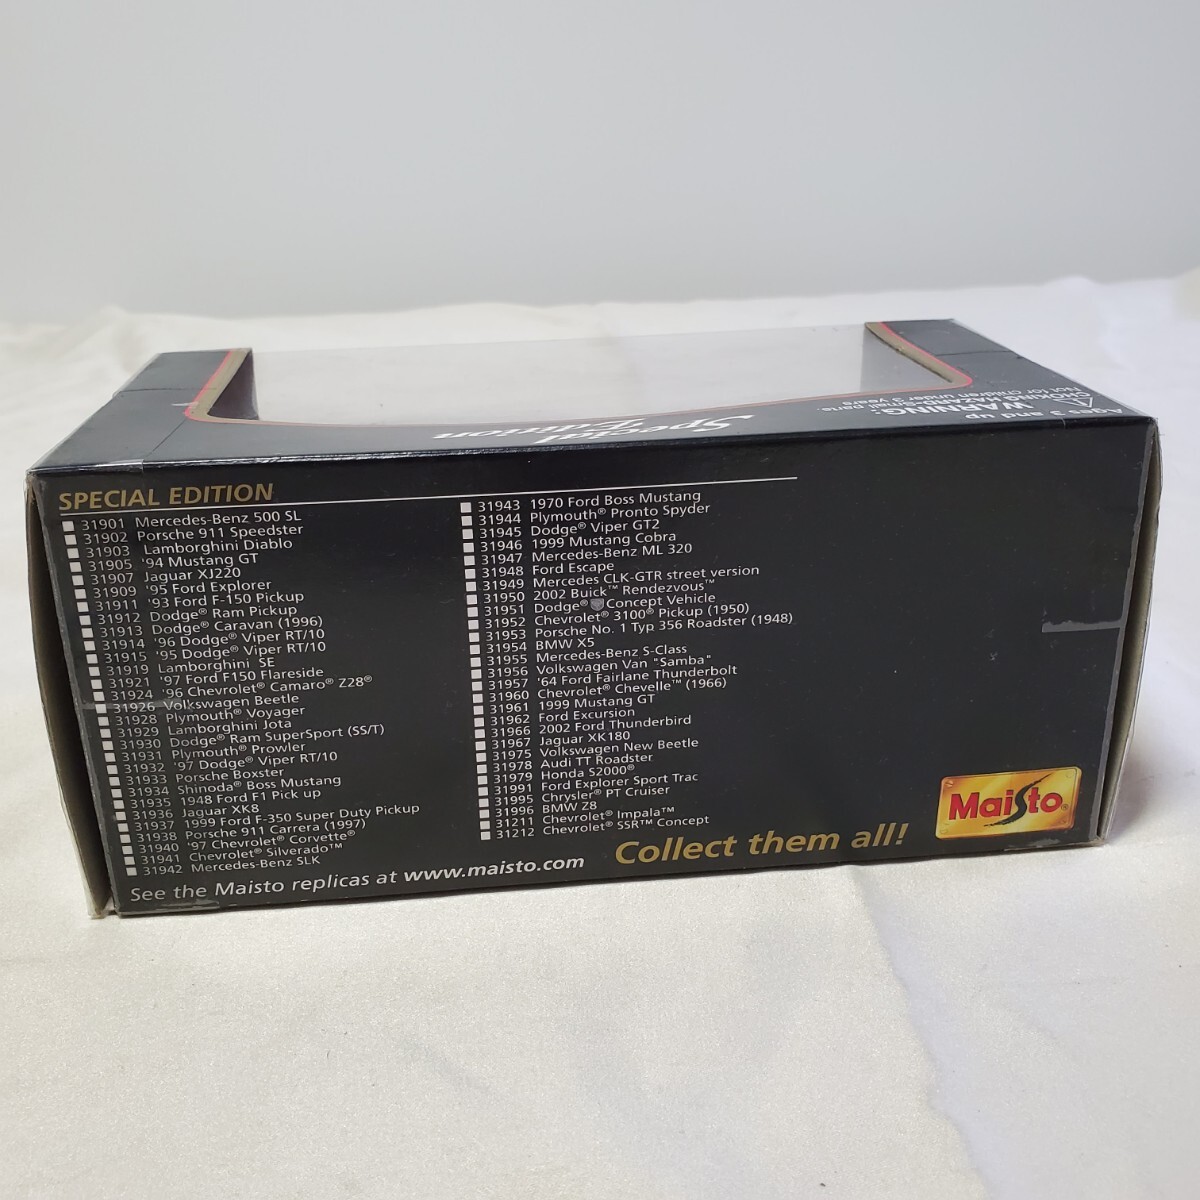 Special
Edition
Ages 3 and up
WARNING:
CHOKING HAZARD-Small parts.
Not for children under 3 years
SPECIAL EDITION
31901 Mercedes-Benz 500 SL
31902 Porsche 911 Speedster
31903 Lamborghini Diablo
31905 '94 Mustang GT
31907 Jaguar XJ220
31909 '95 Ford Explorer
31911 '93 Ford F-150 Pickup
31912 Dodge® Ram Pickup
31913 Dodge® Caravan (1996)
31914 '96 Dodge® Viper RT/10
31915 '95 Dodge® Viper RT/10
31919 Lamborghini SE
31921 '97 Ford F150 Flareside
31924 '96 Chevrolet® Camaro® Z28®
31926 Volkswagen Beetle
31928 Plymouth® Voyager
31929 Lamborghini Jota
31930 Dodge® Ram SuperSport (SS/T)
31931 Plymouth® Prowler
31932 '97 Dodge® Viper RT/10
31933 Porsche Boxster
31934 Shinoda® Boss Mustang
31935 1948 Ford F1 Pick up
31936 Jaguar XK8
31937 1999 Ford F-350 Super Duty Pickup
31938 Porsche 911 Carrera (1997)
31940 '97 Chevrolet® Corvette®
31941 Chevrolet® Silverado™
31942 Mercedes-Benz SLK
31943 1970 Ford Boss Mustang
31944 Plymouth® Pronto Spyder
31945 Dodge® Viper GT2
31946 1999 Mustang Cobra
31947 Mercedes-Benz ML 320
31948 Ford Escape
31949 Mercedes CLK-GTR street version
31950 2002 Buick™ Rendezvous™
31951 Dodge® Concept Vehicle
31952 Chevrolet® 3100® Pickup (1950)
31953 Porsche No. 1 Typ 356 Roadster (1948)
31954 BMW X5
31955 Mercedes-Benz S-Class
31956 Volkswagen Van "Samba"
31957 '64 Ford Fairlane Thunderbolt
31960 Chevrolet® Chevelle™ (1966)
31961 1999 Mustang GT
31962 Ford Excursion
31966 2002 Ford Thunderbird
31967 Jaguar XK180
31975 Volkswagen New Beetle
31978 Audi TT Roadster
31979 Honda S2000®
31991 Ford Explorer Sport Trac
31995 Chrysler® PT Cruiser
31996 BMW Z8
31211 Chevrolet® Impala™
31212 Chevrolet® SSR™ Concept
See the Maisto replicas at www.maisto.com
Collect them all!
Maisto®